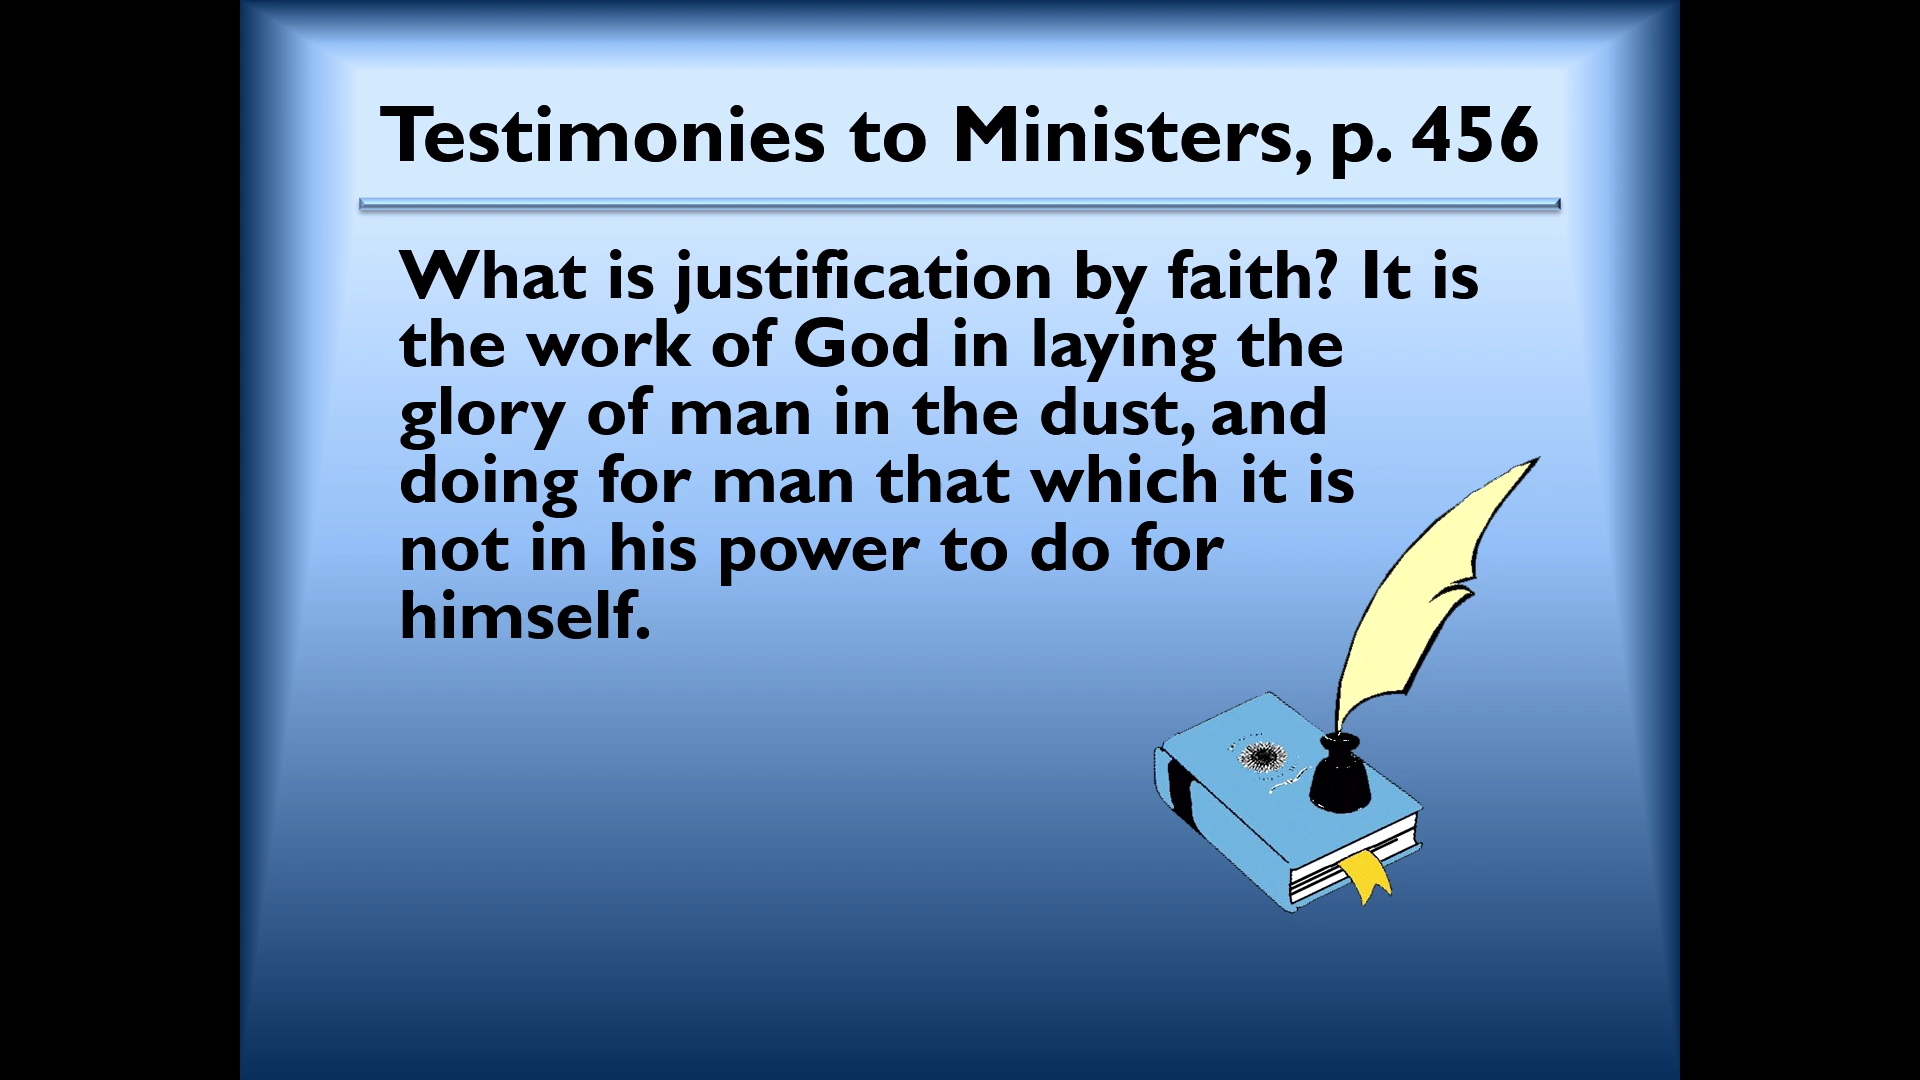 Testimonies to Ministers, p. 456
What is justification by faith? It is
the work of God in laying the
glory of man in the dust, and
doing for man that which it is
not in his power to do for
himself.